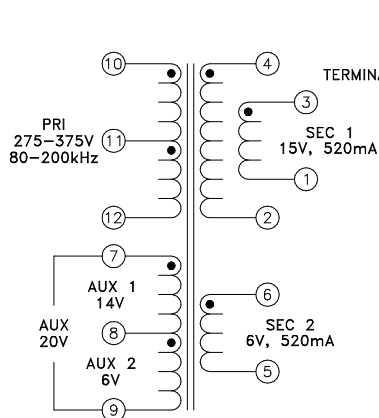 10
4
TERMINA
3
PRI
275-375V
80-200kHz
11
SEC 1
15V, 520mA
1
12
2
7
AUX 1
14V
6
AUX
20V
8
SEC 2
6V, 520mA
AUX 2
6V
5
9